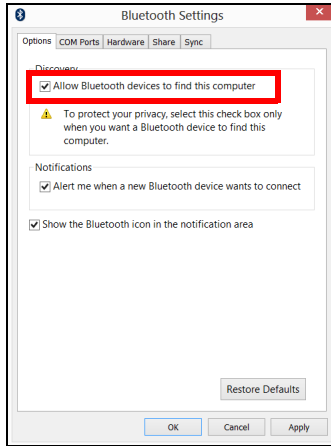 Bluetooth Settings
Options COM Ports Hardware Share Sync
Discovery
Allow Bluetooth devices to find this computer
To protect your privacy, select this check box only
when you want a Bluetooth device to find this
computer.
Notifications
Alert me when a new Bluetooth device wants to connect
Show the Bluetooth icon in the notification area
Restore Defaults
OK Cancel Apply